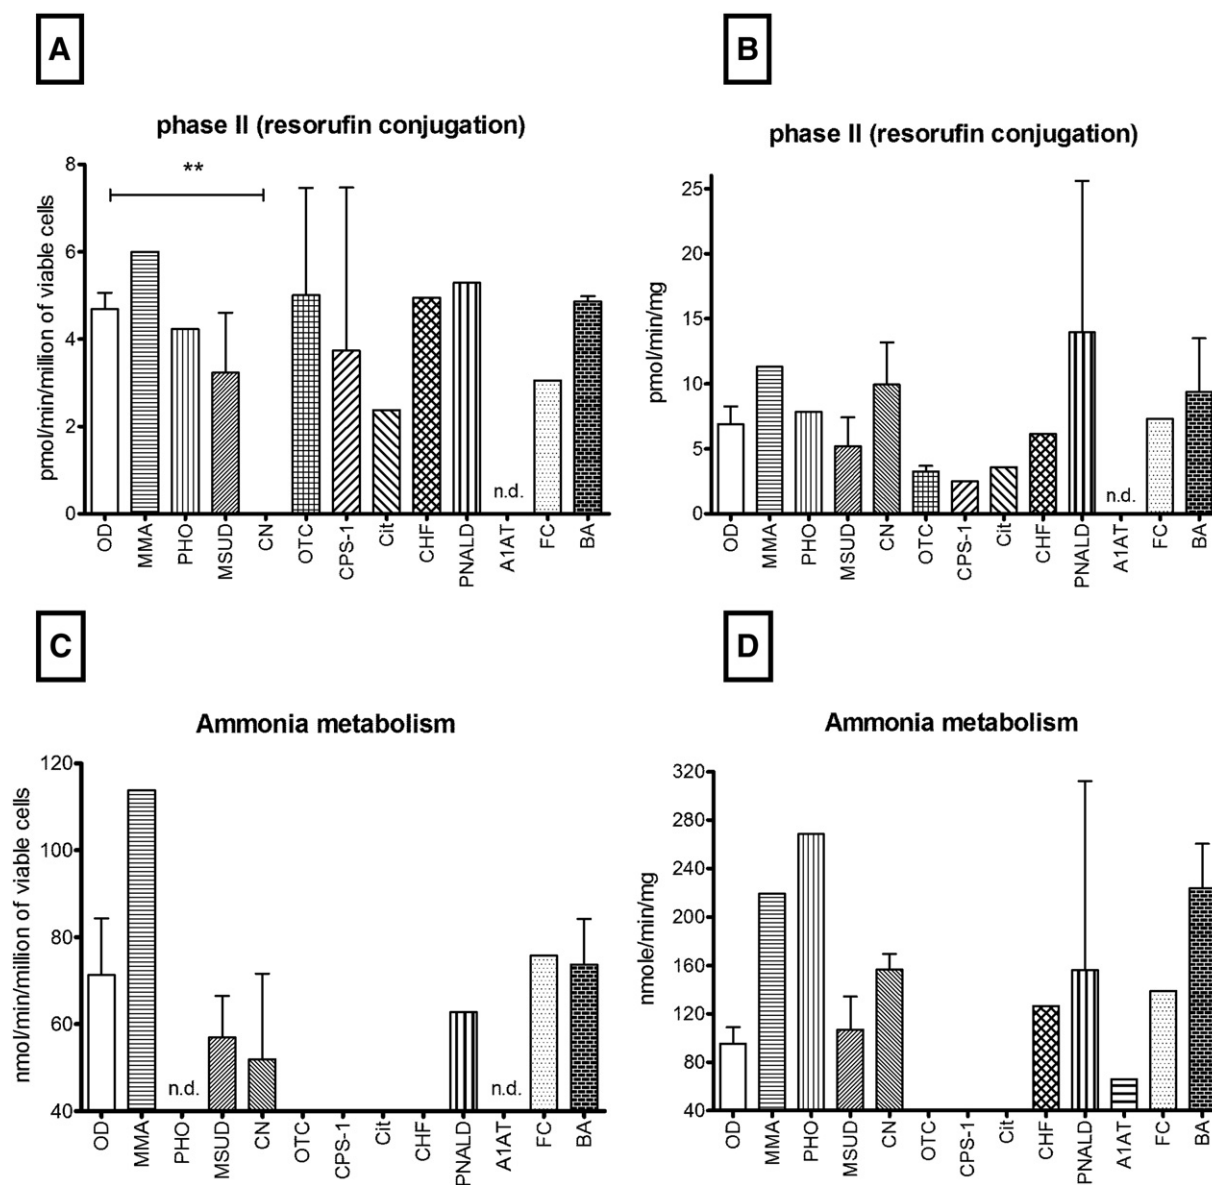 A
phase II (resorufin conjugation)
pmol/min/million of viable cells
8
6
4
2
0
**
n.d.
OD
MMA
PHO
MSUD
CN
OTC
CPS-1
Cit
CHF
PNALD
A1AT
FC
BA
B
phase II (resorufin conjugation)
pmol/min/mg
25
20
15
10
5
0
n.d.
OD
MMA
PHO
MSUD
CN
OTC
CPS-1
Cit
CHF
PNALD
A1AT
FC
BA
C
Ammonia metabolism
nmol/min/million of viable cells
120
100
80
60
40
n.d.
n.d.
OD
MMA
PHO
MSUD
CN
OTC
CPS-1
Cit
CHF
PNALD
A1AT
FC
BA
D
Ammonia metabolism
nmole/min/mg
320
280
240
200
160
120
80
40
OD
MMA
PHO
MSUD
CN
OTC
CPS-1
Cit
CHF
PNALD
A1AT
FC
BA